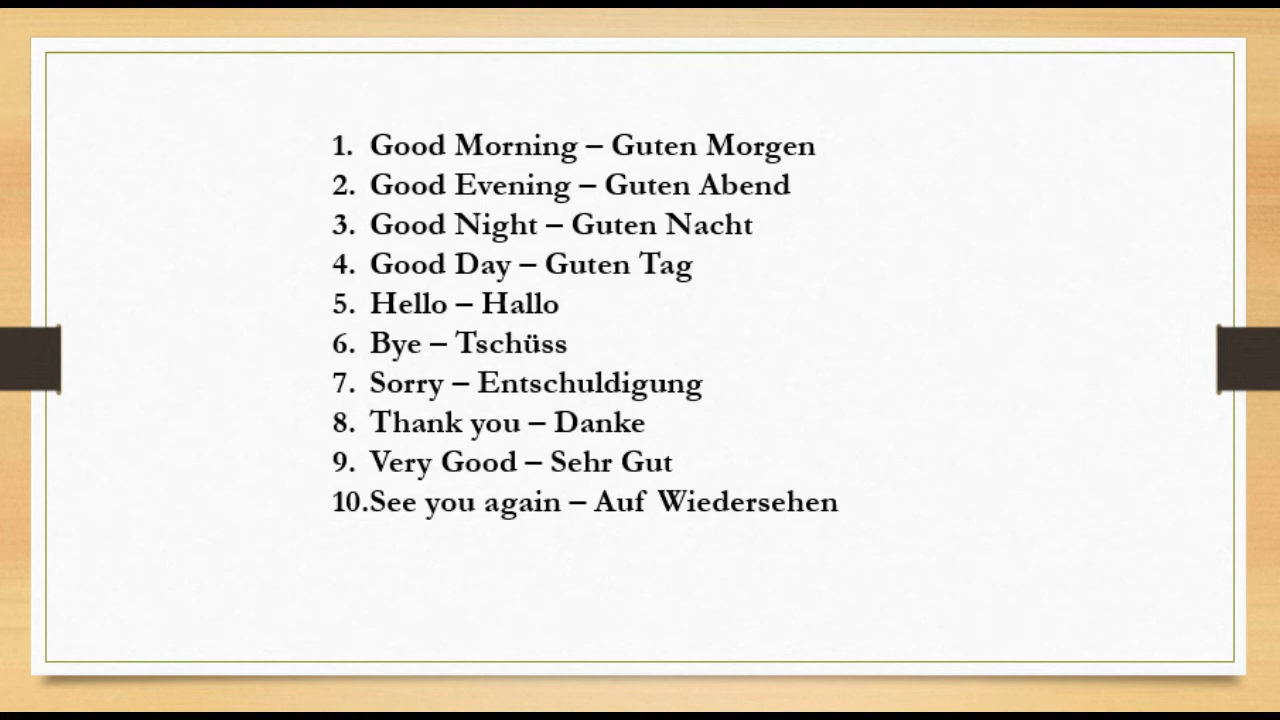 1. Good Morning – Guten Morgen
2. Good Evening – Guten Abend
3. Good Night – Guten Nacht
4. Good Day – Guten Tag
5. Hello – Hallo
6. Bye – Tschüss
7. Sorry – Entschuldigung
8. Thank you – Danke
9. Very Good – Sehr Gut
10.See you again – Auf Wiedersehen